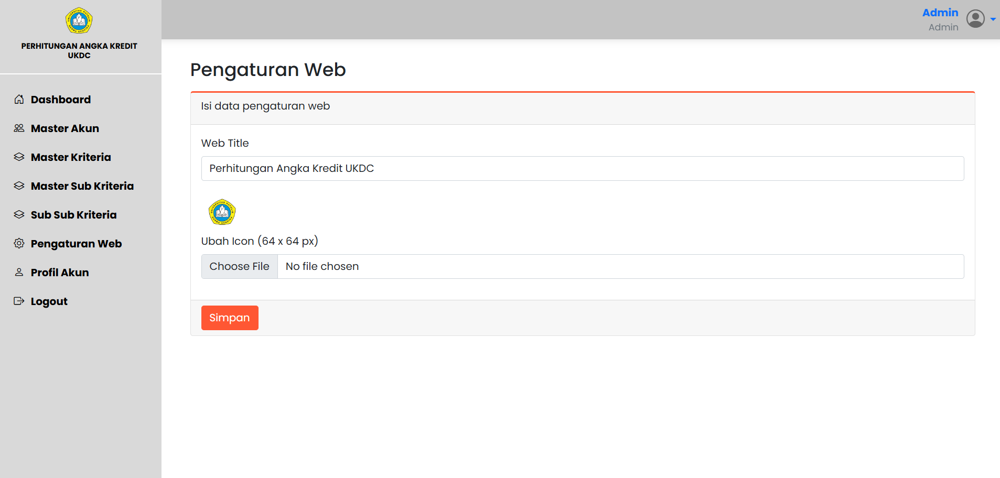 PERHITUNGAN ANGKA KREDIT
UKDC
Dashboard
Master Akun
Master Kriteria
Master Sub Kriteria
Sub Sub Kriteria
Pengaturan Web
Profil Akun
Logout
Admin
Admin
Pengaturan Web
Isi data pengaturan web
Web Title
Perhitungan Angka Kredit UKDC
Ubah Icon (64 x 64 px)
Choose File No file chosen
Simpan